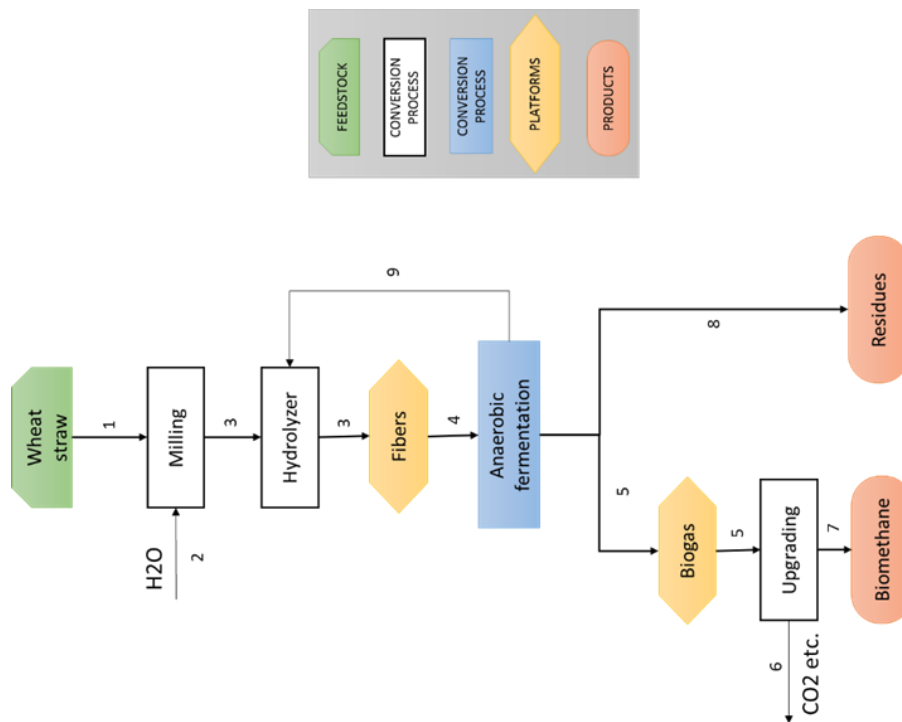 FEEDSTOCK
CONVERSION
PROCESS
CONVERSION
PROCESS
PLATFORMS
PRODUCTS
Wheat
straw
1
H2O
2
Milling
3
Hydrolyzer
9
3
Fibers
4
Anaerobic
fermentation
5
8
Biogas
5
Upgrading
6
CO2 etc.
7
Biomethane
Residues